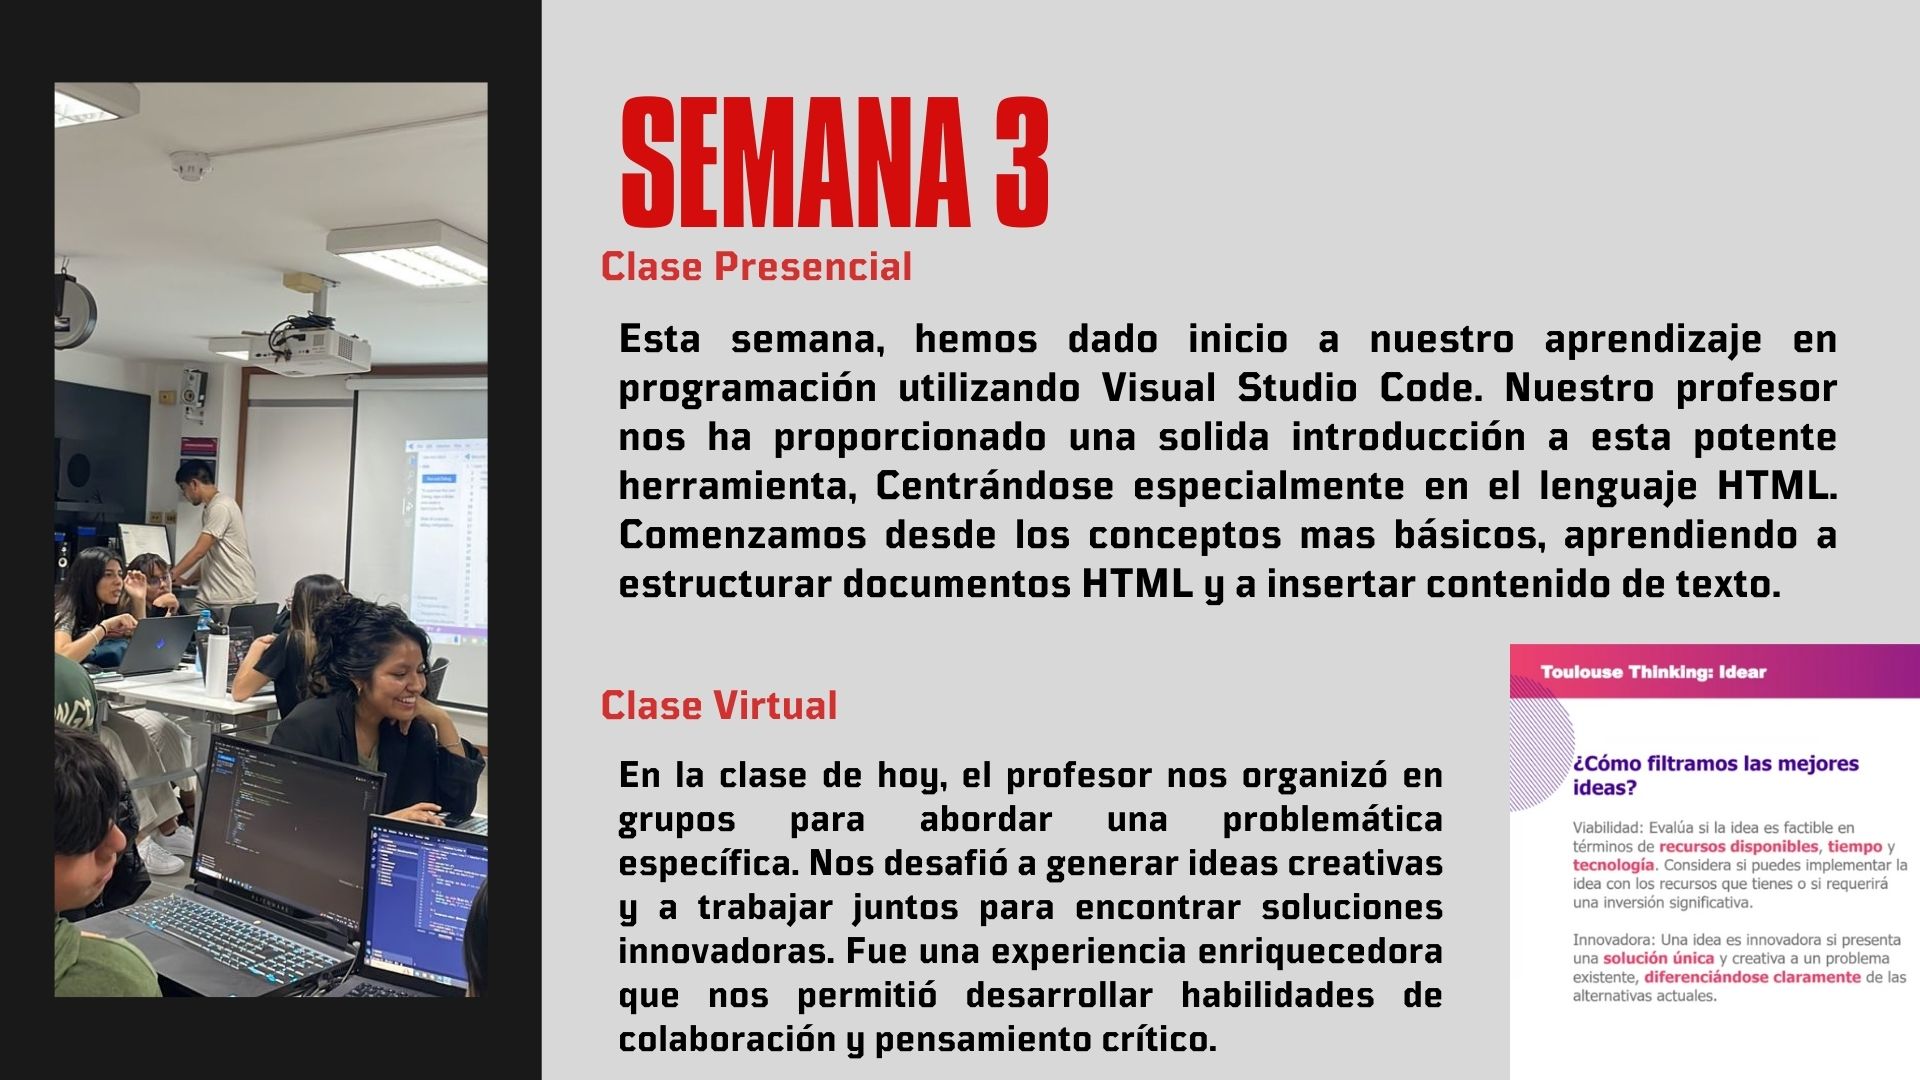 SEMANA 3
Clase Presencial
Esta semana, hemos dado inicio a nuestro aprendizaje en
programación utilizando Visual Studio Code. Nuestro profesor
nos ha proporcionado una solida introducción a esta potente
herramienta, Centrándose especialmente en el lenguaje HTML.
Comenzamos desde los conceptos mas básicos, aprendiendo a
estructurar documentos HTML y a insertar contenido de texto.
Clase Virtual
En la clase de hoy, el profesor nos organizó en
grupos para abordar una problemática
específica. Nos desafió a generar ideas creativas
y a trabajar juntos para encontrar soluciones
innovadoras. Fue una experiencia enriquecedora
que nos permitió desarrollar habilidades de
colaboración y pensamiento crítico.
Toulouse Thinking: Idear
¿Cómo filtramos las mejores
ideas?
Viabilidad: Evalúa si la idea es factible en
términos de recursos disponibles, tiempo y
tecnología. Considera si puedes implementar la
idea con los recursos que tienes o si requerirá
una inversión significativa.
Innovadora: Una idea es innovadora si presenta
una solución única y creativa a un problema
existente, diferenciándose claramente de las
alternativas actuales.
ALIENWARE